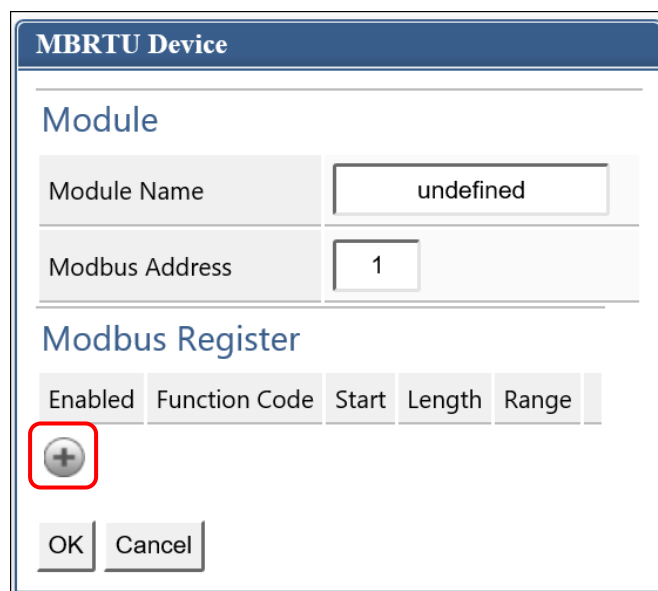 MBRTU Device
Module
Module Name undefined
Modbus Address 1
Modbus Register
Enabled Function Code Start Length Range
OK Cancel